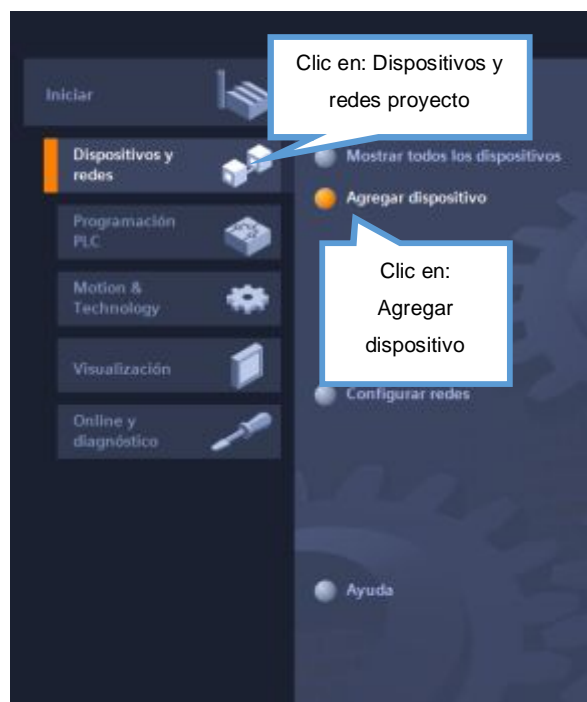 Clic en: Dispositivos y
redes proyecto
Iniciar
Dispositivos y
redes
Programación
PLC
Motion &
Technology
Visualización
Online y
diagnóstico
Mostrar todos los dispositivos
Agregar dispositivo
Clic en:
Agregar
dispositivo
Configurar redes
Ayuda